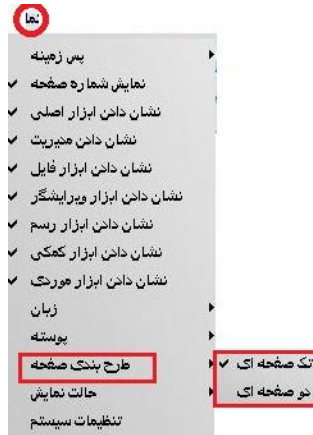 نما
پس زمینه
نمایش شماره صفحه
نشان دادن ابزار اصلی
نشان دادن مدیریت
نشان دادن ابزار فایل
نشان دادن ابزار ویرایشگر
نشان دادن ابزار رسم
نشان دادن ابزار کمکی
نشان دادن ابزار موردی
زبان
پوسته
طرح بندی صفحه
تک صفحه ای
حالت نمایش
دو صفحه ای
تنظیمات سیستم